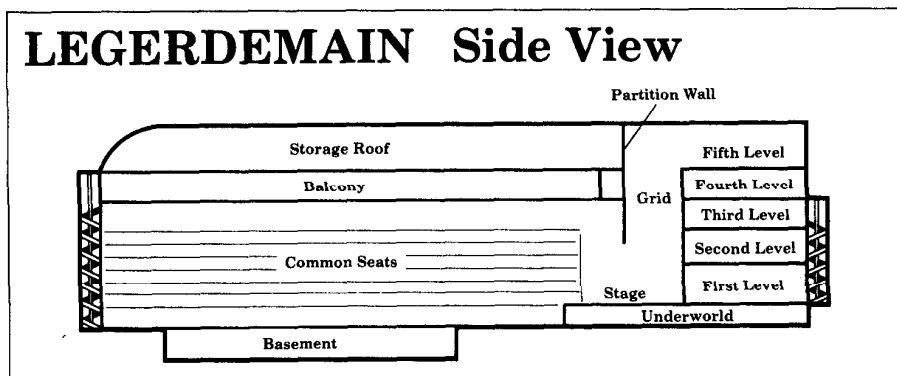 LEGERDEMAIN Side View
Partition Wall
Storage Roof
Fifth Level
Balcony
Fourth Level
Grid
Third Level
Common Seats
Second Level
Stage
First Level
Underworld
Basement